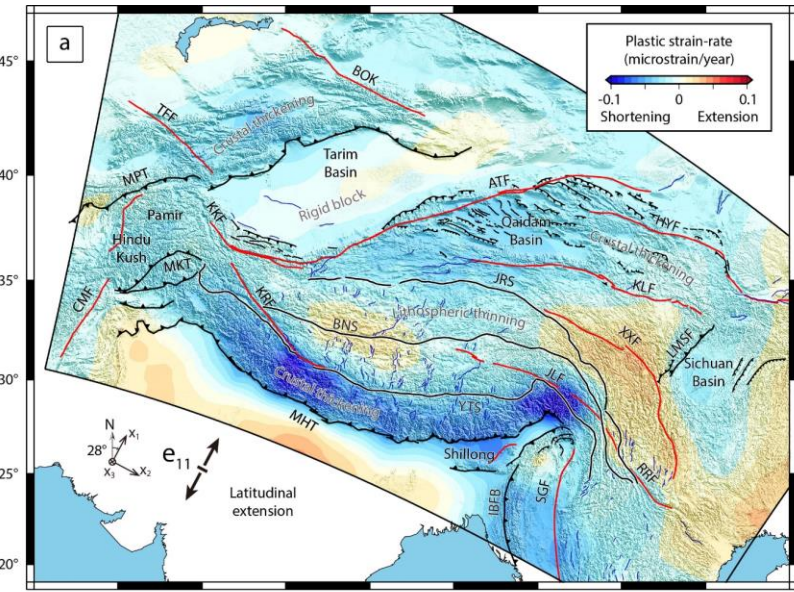 a
Plastic strain-rate
(microstrain/year)
-0.1 0 0.1
Shortening Extension
45°
40°
35°
30°
25°
20°
BOK
TFF
Crustal thickening
MPT
Tarim
Basin
Rigid block
ATF
Pamir
KKF
Qaidam
Basin
HYF
Crustal thickening
Hindu
Kush
MKT
CMF
KRF
JRS
KLF
BNS
Lithospheric thinning
XXF
LMSF
Sichuan
Basin
Crustal thickening
YTS
JLF
MHT
RRF
Shillong
IBFB
SGF
N
28°
x1
x2
x3
e11
Latitudinal
extension